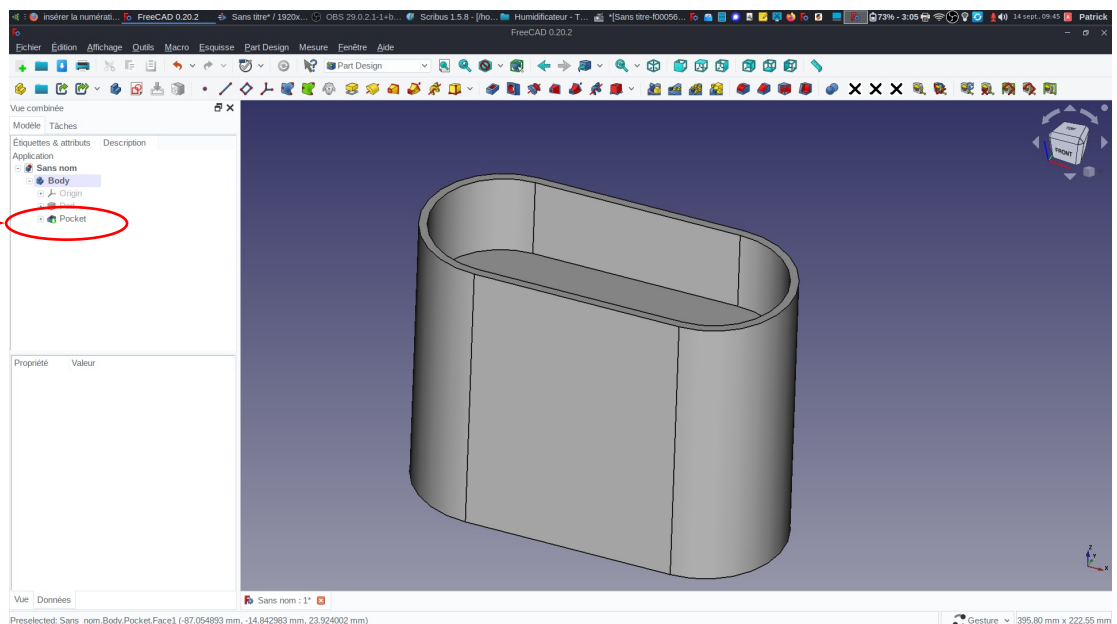 insérer la numérati... FreeCAD 0.20.2 Sans titre* / 1920x... OBS 29.0.2.1-1+b... Scribus 1.5.8 - [/ho... Humidificateur - T... *[Sans titre-f00056... 73% - 3:05 14 sept., 09:45 Patrick
FreeCAD 0.20.2
Fichier Édition Affichage Outils Macro Esquisse Part Design Mesure Fenêtre Aide
Part Design
Vue combinée
Modèle Tâches
Étiquettes & attributs Description
Application
Sans nom
Body
Origin
Pocket
TOP
FRONT
Propriété Valeur
Z
Y
X
Vue Données
Sans nom : 1*
Preselected: Sans_nom.Body.Pocket.Face1 (-87.054893 mm, -14.842983 mm, 23.924002 mm)
Gesture 395.80 mm x 222.55 mm